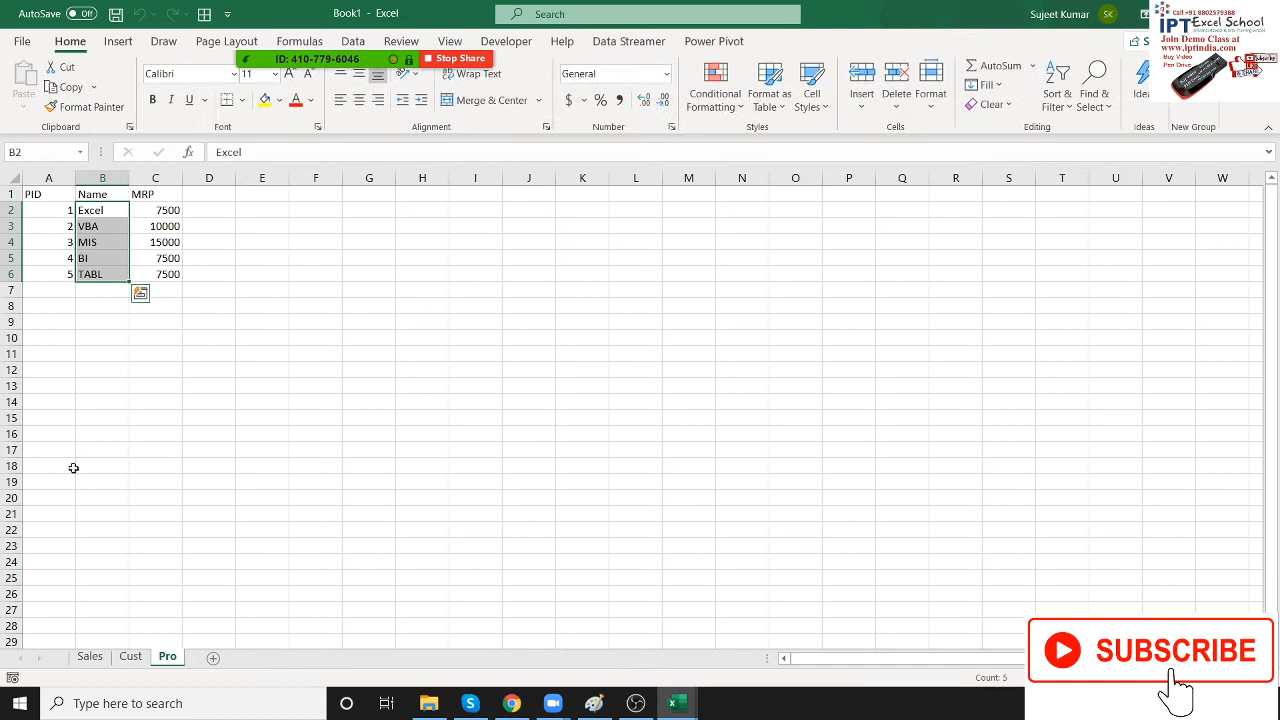 AutoSave Off Book1 - Excel Search Sujeet Kumar SK
Call +91 8802579388
IPT Excel School
Join Demo Class at
www.iptindia.com
Buy Video
Pen Drive
File Home Insert Draw Page Layout Formulas Data Review View Developer Help Data Streamer Power Pivot
ID: 410-779-6046 Stop Share
Paste Cut Copy Format Painter
Calibri 11 B I U
Wrap Text Merge & Center
General $ %
Conditional Formatting Format as Table Cell Styles
Insert Delete Format
AutoSum Fill Clear
Sort & Filter Find & Select
Ideas
Clipboard Font Alignment Number Styles Cells Editing Ideas New Group
B2 fx Excel
A B C D E F G H I J K L M N O P Q R S T U V W
1 PID Name MRP
2 1 Excel 7500
3 2 VBA 10000
4 3 MIS 15000
5 4 BI 7500
6 5 TABL 7500
7
8
9
10
11
12
13
14
15
16
17
18
19
20
21
22
23
24
25
26
27
28
29
Sales Cust Pro
SUBSCRIBE
Count: 5
Type here to search